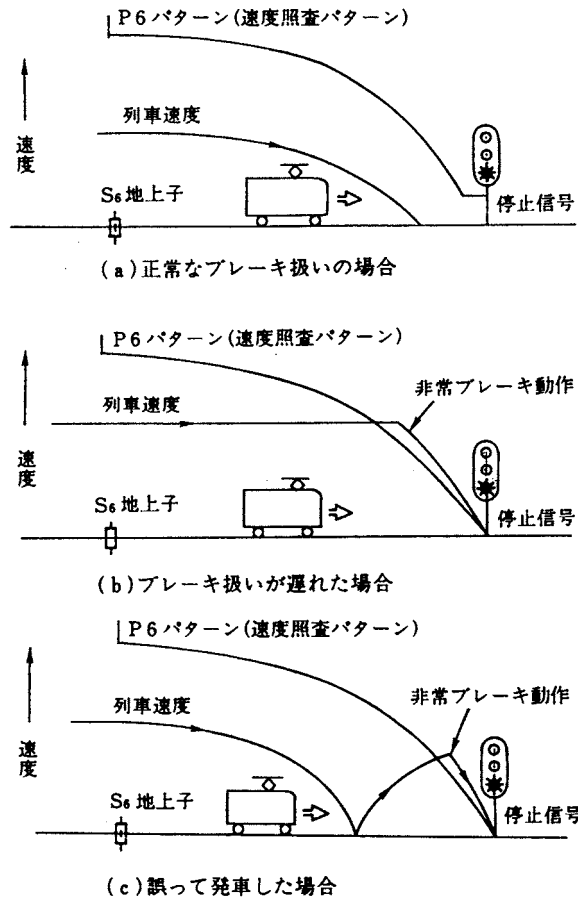 P6パターン(速度照査パターン)
列車速度
速度
S₆地上子
停止信号
(a)正常なブレーキ扱いの場合
P6パターン(速度照査パターン)
非常ブレーキ動作
列車速度
速度
S₆地上子
停止信号
(b)ブレーキ扱いが遅れた場合
P6パターン(速度照査パターン)
非常ブレーキ動作
列車速度
速度
S₆地上子
停止信号
(c)誤って発車した場合